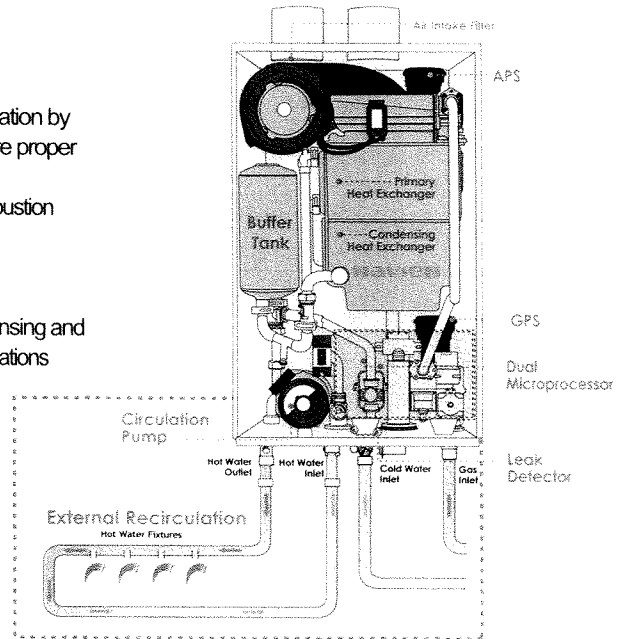 Air Intake Filter
APS
ation by
re proper
bustion
Primary
Heat Exchanger
Buffer
Tank
Condensing
Heat Exchanger
navien
GPS
nsing and
ations
Dual
Microprocessor
Circulation
Pump
Hot Water
Outlet
Hot Water
Inlet
Cold Water
Inlet
Gas
Inlet
Leak
Detector
External Recirculation
Hot Water Fixtures